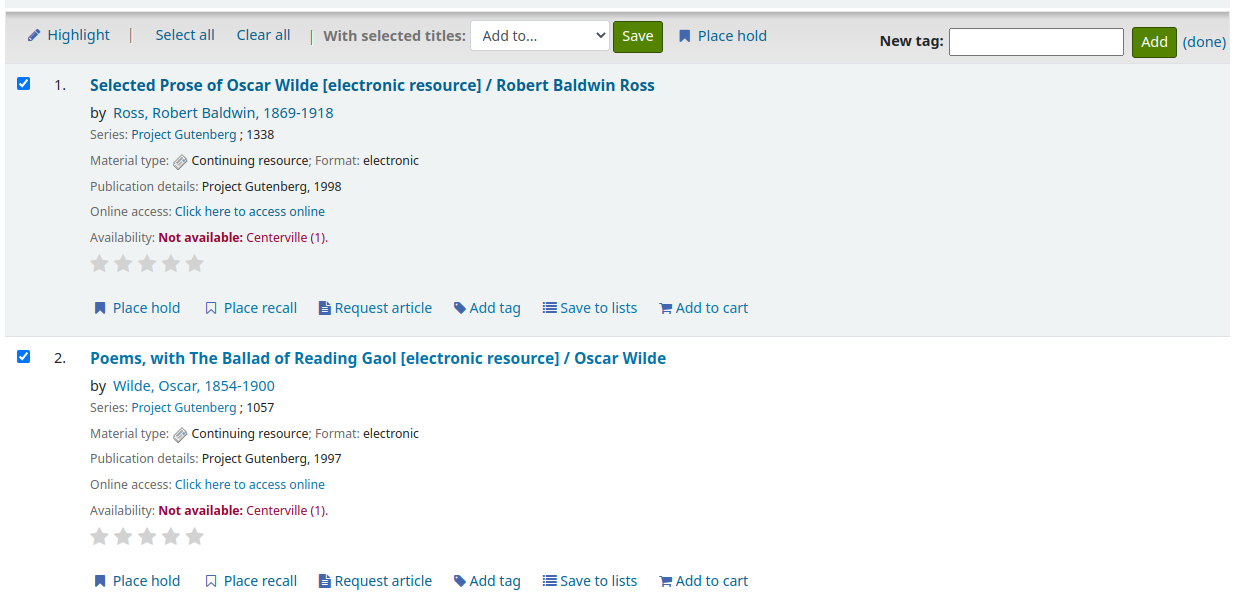 Highlight | Select all Clear all | With selected titles: Add to... Save Place hold New tag: Add (done)
1. Selected Prose of Oscar Wilde [electronic resource] / Robert Baldwin Ross
by Ross, Robert Baldwin, 1869-1918
Series: Project Gutenberg ; 1338
Material type: Continuing resource; Format: electronic
Publication details: Project Gutenberg, 1998
Online access: Click here to access online
Availability: Not available: Centerville (1).
Place hold Place recall Request article Add tag Save to lists Add to cart
2. Poems, with The Ballad of Reading Gaol [electronic resource] / Oscar Wilde
by Wilde, Oscar, 1854-1900
Series: Project Gutenberg ; 1057
Material type: Continuing resource; Format: electronic
Publication details: Project Gutenberg, 1997
Online access: Click here to access online
Availability: Not available: Centerville (1).
Place hold Place recall Request article Add tag Save to lists Add to cart